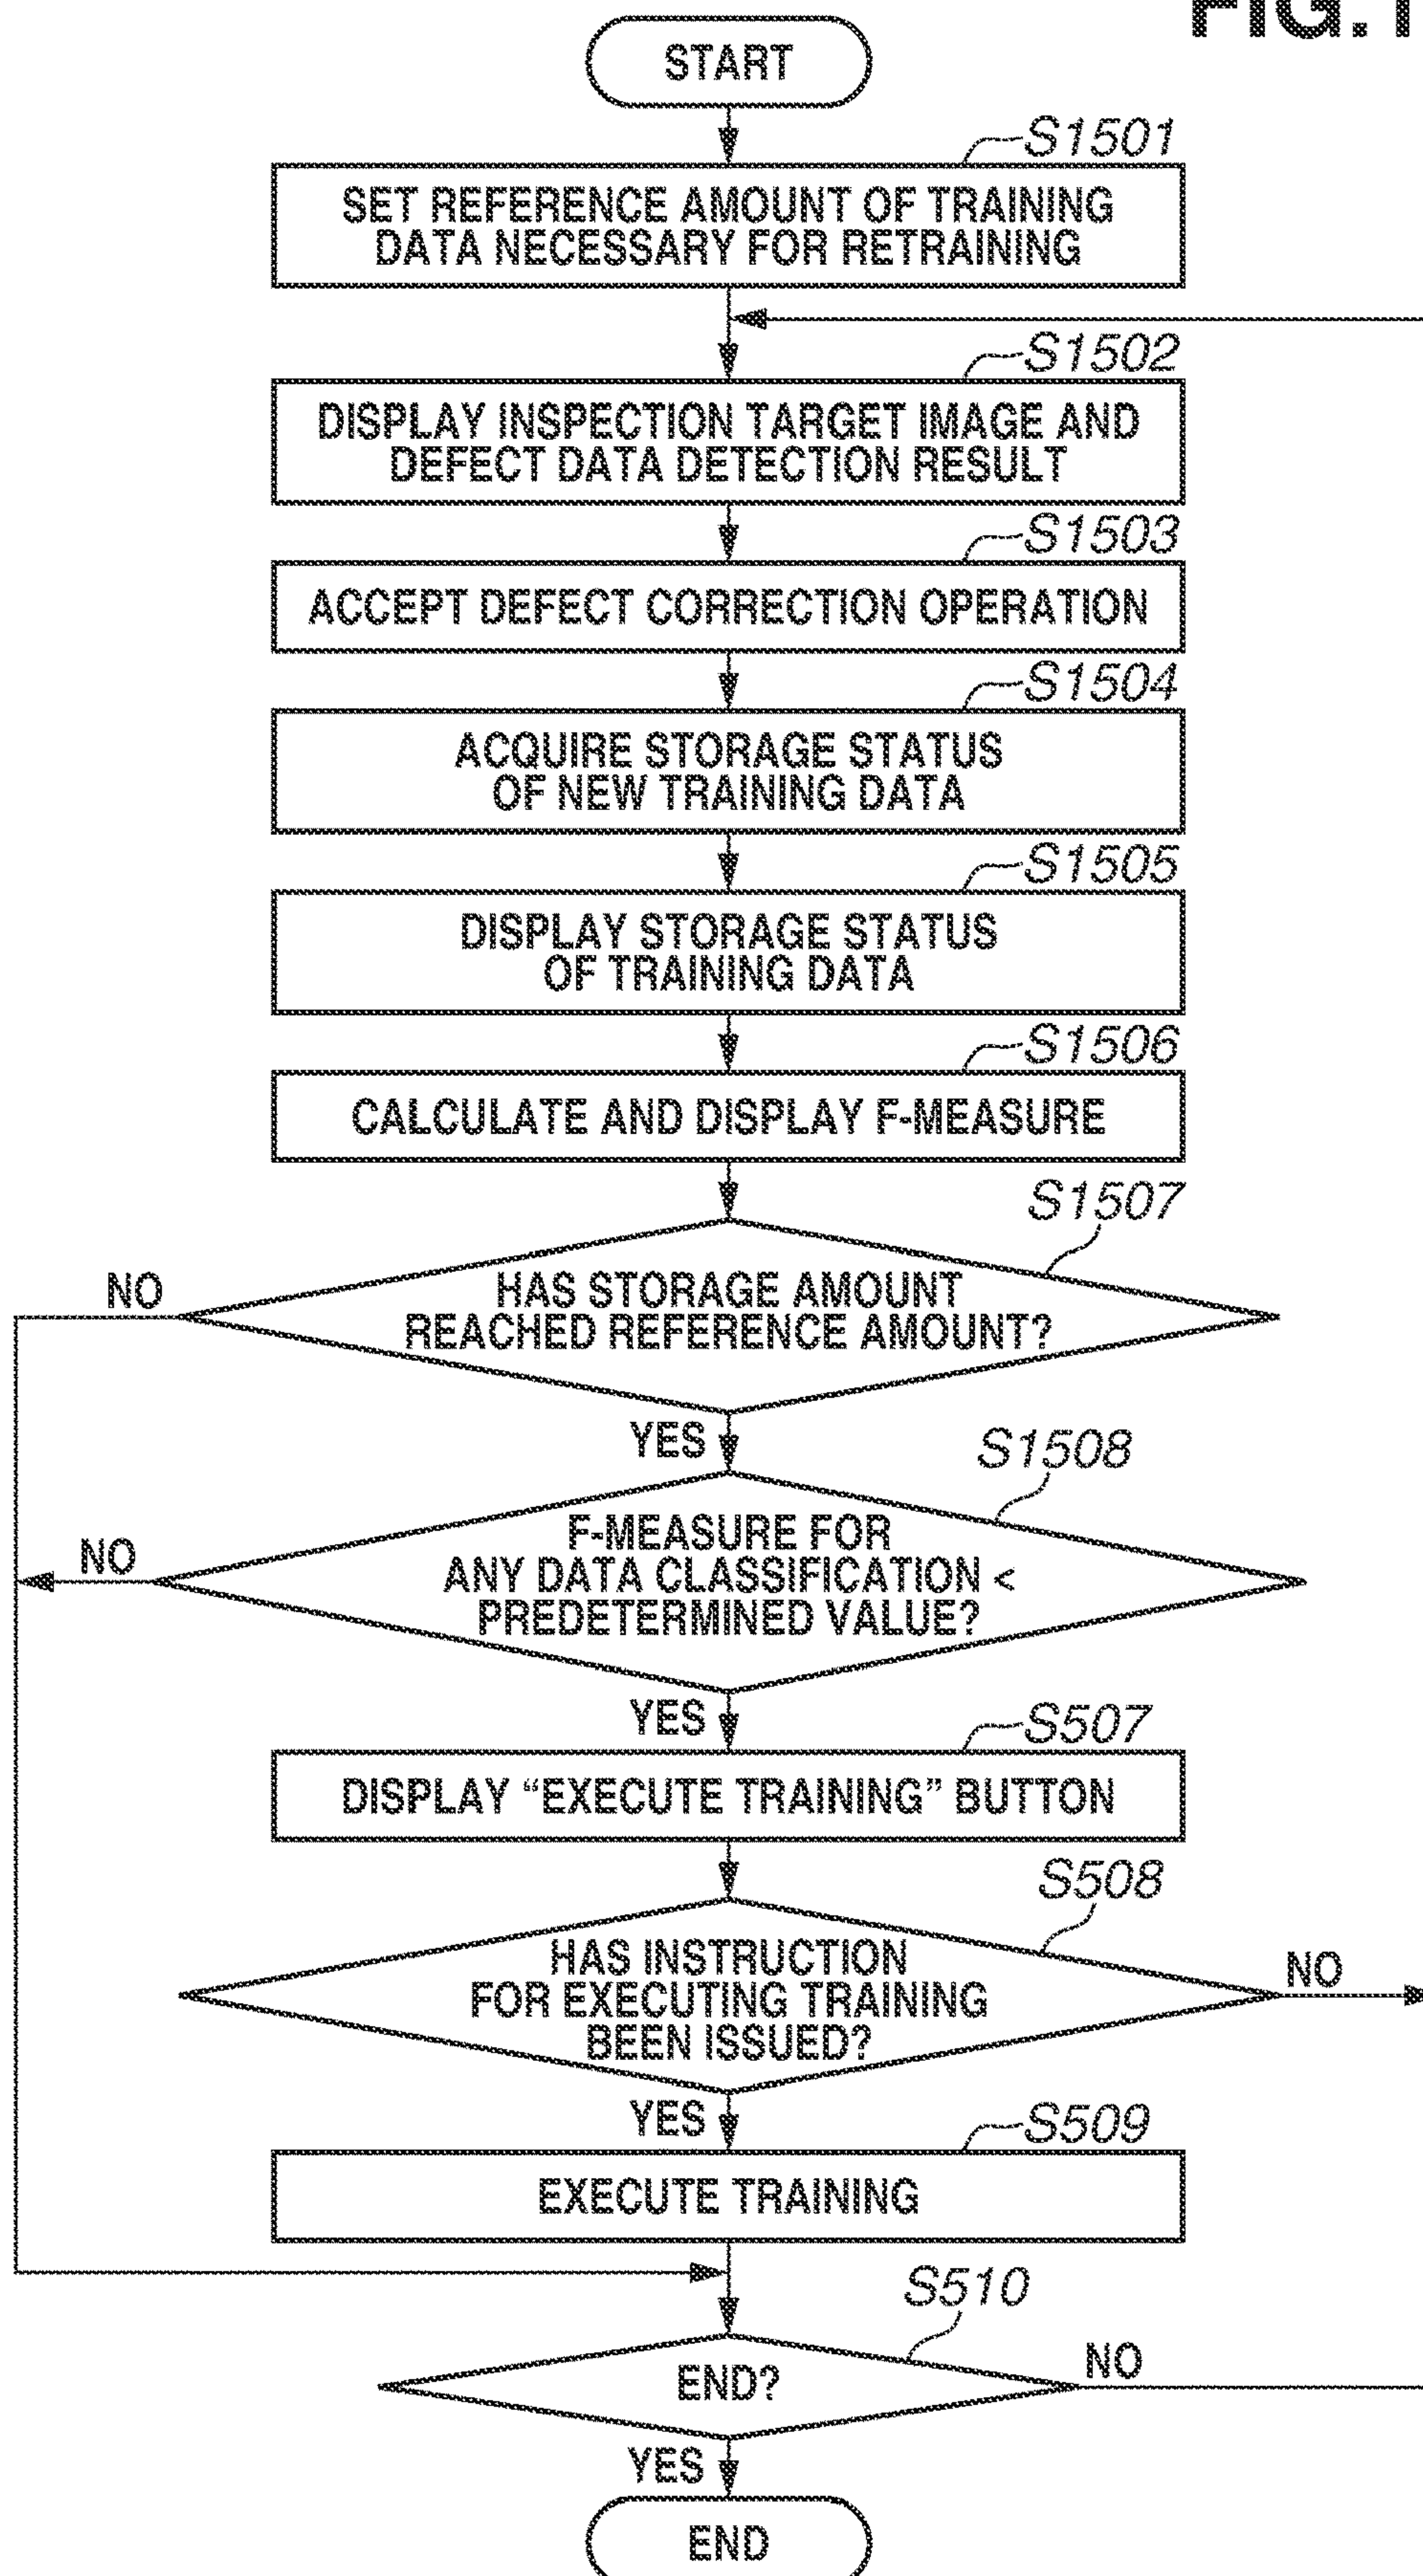 FIG.1
START
S1501
SET REFERENCE AMOUNT OF TRAINING
DATA NECESSARY FOR RETRAINING
S1502
DISPLAY INSPECTION TARGET IMAGE AND
DEFECT DATA DETECTION RESULT
S1503
ACCEPT DEFECT CORRECTION OPERATION
S1504
ACQUIRE STORAGE STATUS
OF NEW TRAINING DATA
S1505
DISPLAY STORAGE STATUS
OF TRAINING DATA
S1506
CALCULATE AND DISPLAY F-MEASURE
S1507
NO
HAS STORAGE AMOUNT
REACHED REFERENCE AMOUNT?
YES
S1508
NO
F-MEASURE FOR
ANY DATA CLASSIFICATION <
PREDETERMINED VALUE?
YES
S507
DISPLAY “EXECUTE TRAINING” BUTTON
S508
HAS INSTRUCTION
FOR EXECUTING TRAINING
BEEN ISSUED?
NO
YES
S509
EXECUTE TRAINING
S510
END?
NO
YES
END